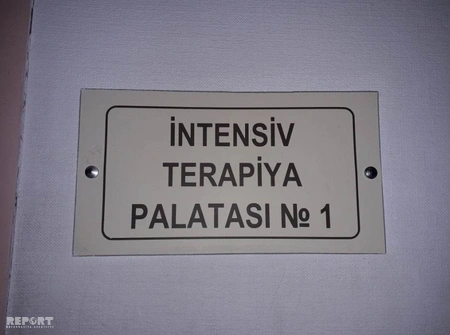 İNTENSİV
TERAPİYA
PALATASI № 1
REPORT